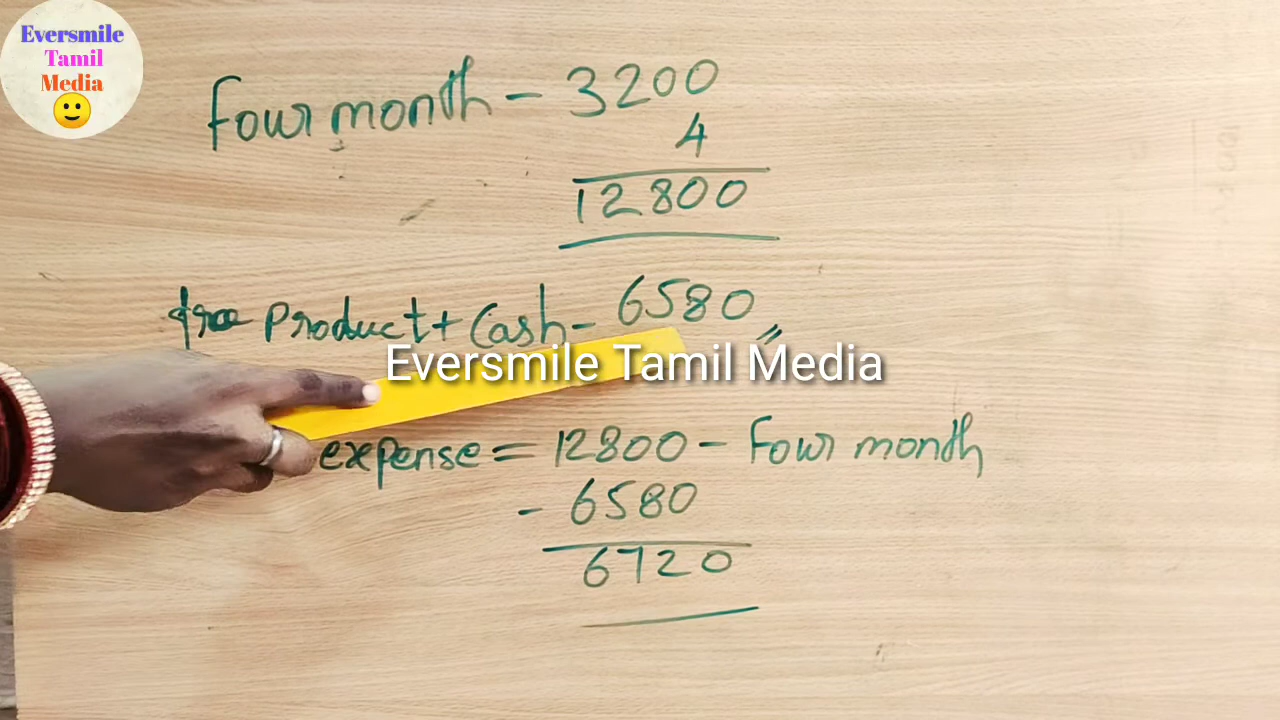 Eversmile
Tamil
Media
Four month - 3200
4
12800
free Product + Cash - 6580
Eversmile Tamil Media
expense = 12800 - Four month
- 6580
6720